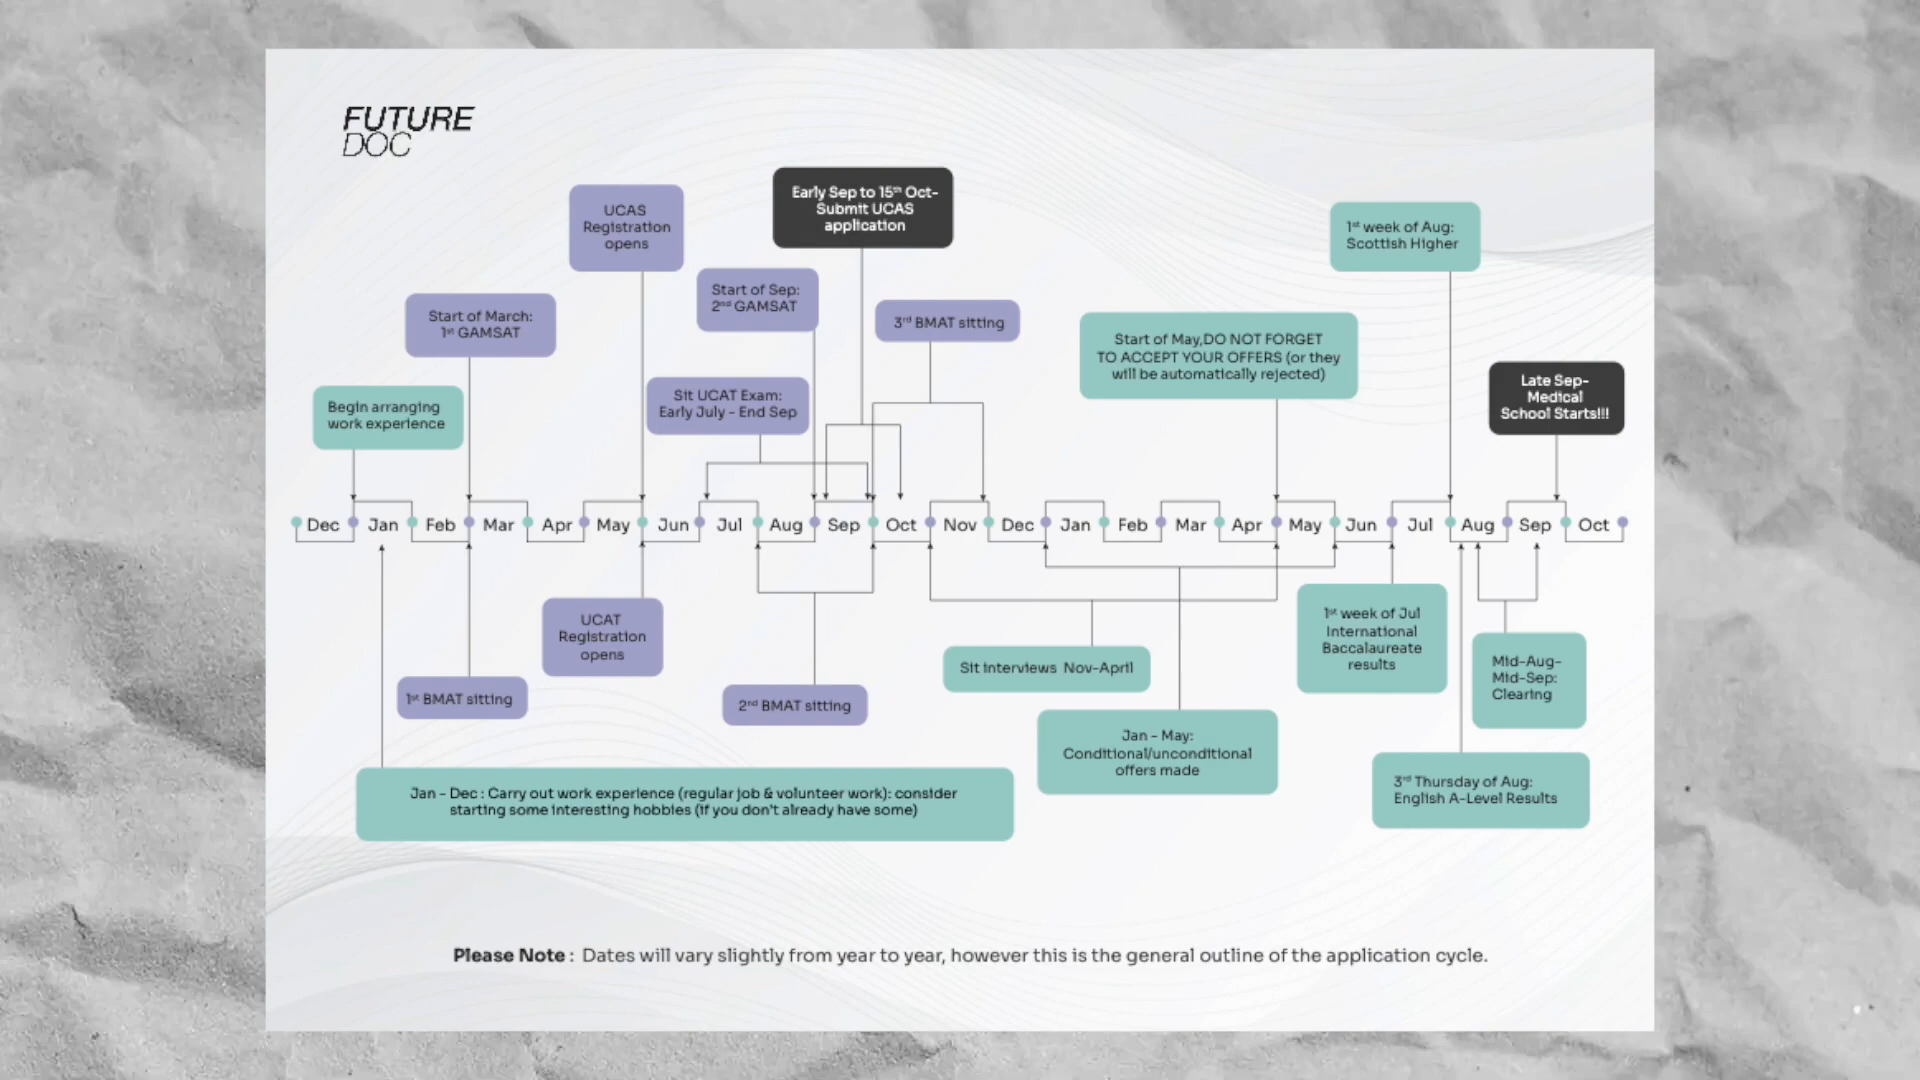 FUTURE
DOC
Early Sep to 15th Oct-
Submit UCAS
application
UCAS
Registration
opens
1st week of Aug:
Scottish Higher
Start of Sep:
2nd GAMSAT
Start of March:
1st GAMSAT
3rd BMAT sitting
Start of May,DO NOT FORGET
TO ACCEPT YOUR OFFERS (or they
will be automatically rejected)
Late Sep-
Medical
School Starts!!!
Sit UCAT Exam:
Early July - End Sep
Begin arranging
work experience
Dec Jan Feb Mar Apr May Jun Jul Aug Sep Oct Nov Dec Jan Feb Mar Apr May Jun Jul Aug Sep Oct
UCAT
Registration
opens
1st week of Jul
International
Baccalaureate
results
Sit interviews Nov-April
Mid-Aug-
Mid-Sep:
Clearing
1st BMAT sitting
2nd BMAT sitting
Jan - May:
Conditional/unconditional
offers made
3rd Thursday of Aug:
English A-Level Results
Jan - Dec : Carry out work experience (regular job & volunteer work): consider
starting some interesting hobbies (if you don't already have some)
Please Note : Dates will vary slightly from year to year, however this is the general outline of the application cycle.